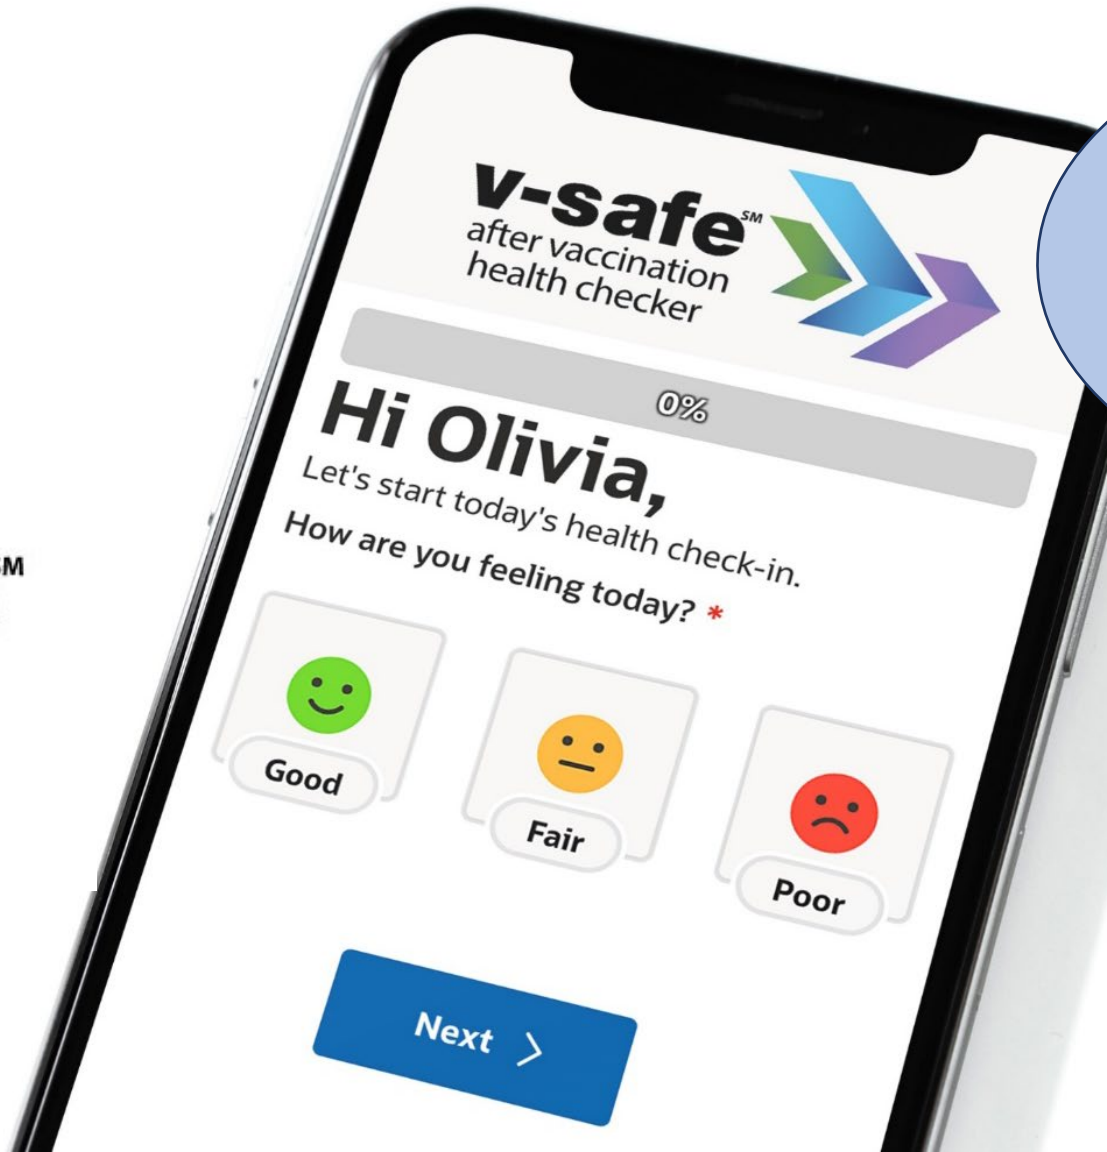 v-safe℠
after vaccination
health checker
0%
Hi Olivia,
Let's start today's health check-in.
How are you feeling today? *
SM
Good
Fair
Poor
Next